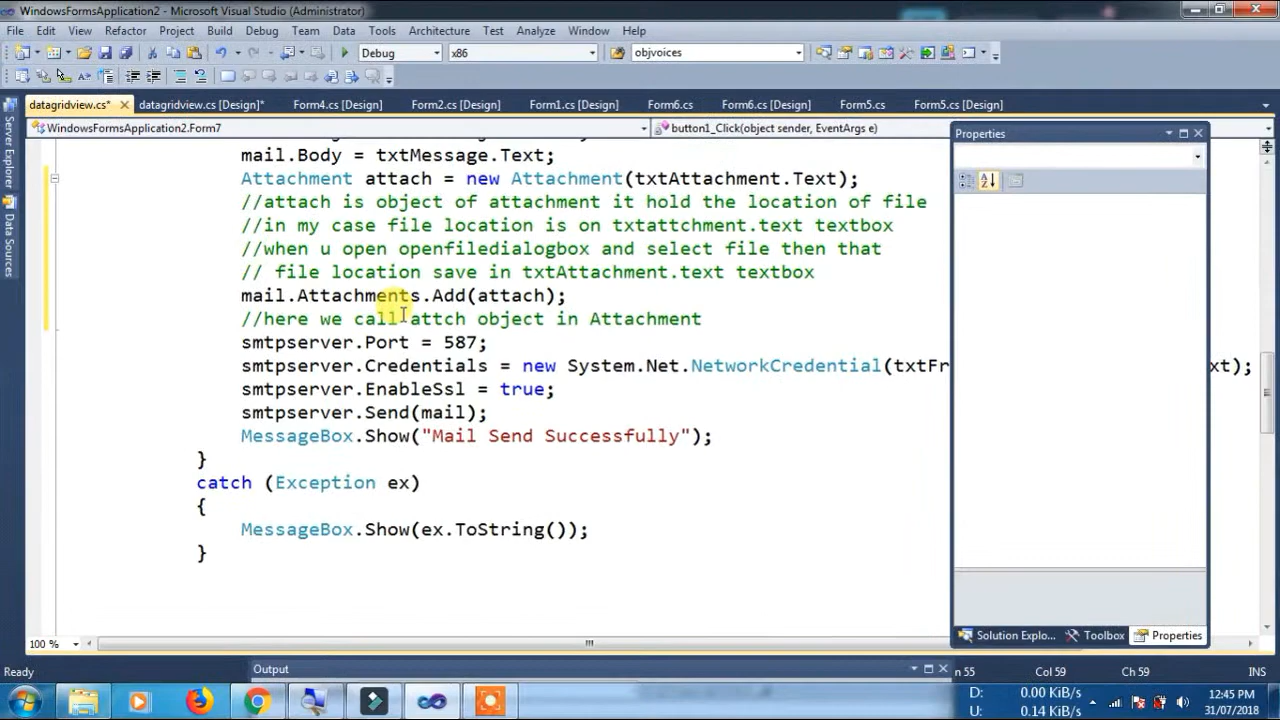 WindowsFormsApplication2 - Microsoft Visual Studio (Administrator)
File Edit View Refactor Project Build Debug Team Data Tools Architecture Test Analyze Window Help
Debug x86 objvoices
datagridview.cs* datagridview.cs [Design]* Form4.cs [Design] Form2.cs [Design] Form1.cs [Design] Form6.cs Form6.cs [Design] Form5.cs Form5.cs [Design]
WindowsFormsApplication2.Form7 button1_Click(object sender, EventArgs e)
Server Explorer
Data Sources
mail.Body = txtMessage.Text;
Attachment attach = new Attachment(txtAttachment.Text);
//attach is object of attachment it hold the location of file
//in my case file location is on txtattchment.text textbox
//when u open openfiledialogbox and select file then that
// file location save in txtAttachment.text textbox
mail.Attachments.Add(attach);
//here we call attch object in Attachment
smtpserver.Port = 587;
smtpserver.Credentials = new System.Net.NetworkCredential(txtFr xt);
smtpserver.EnableSsl = true;
smtpserver.Send(mail);
MessageBox.Show("Mail Send Successfully");
}
catch (Exception ex)
{
MessageBox.Show(ex.ToString());
}
Properties
A
Z
Solution Explo... Toolbox Properties
100 %
Output
Ready n 55 Col 59 Ch 59 INS
D: 0.00 KiB/s
U: 0.14 KiB/s
12:45 PM
31/07/2018